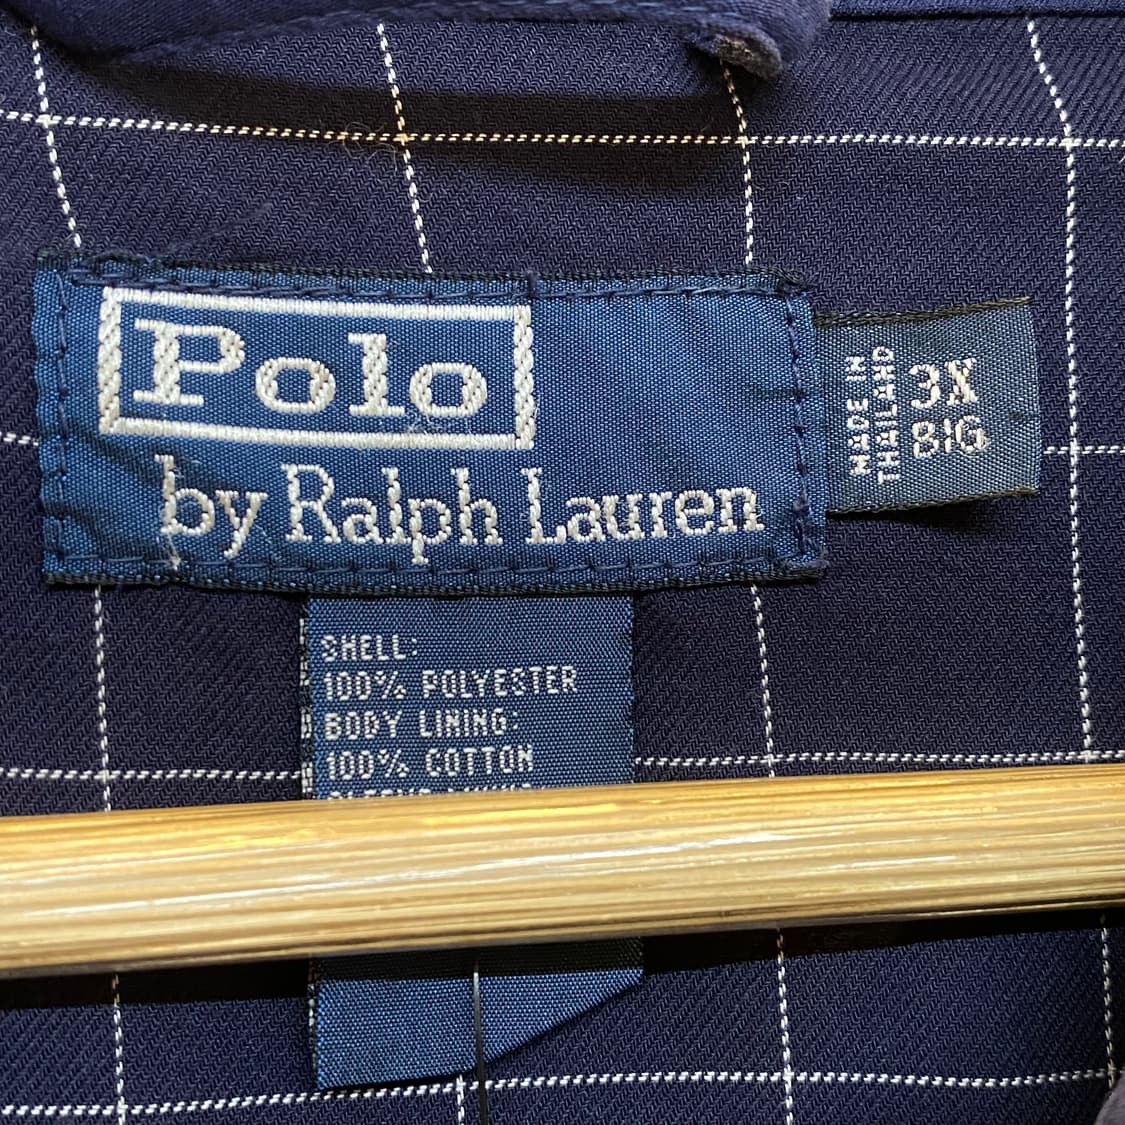 Polo
by Ralph Lauren
MADE IN
THAILAND
3X
BIG
SHELL:
100% POLYESTER
BODY LINING:
100% COTTON